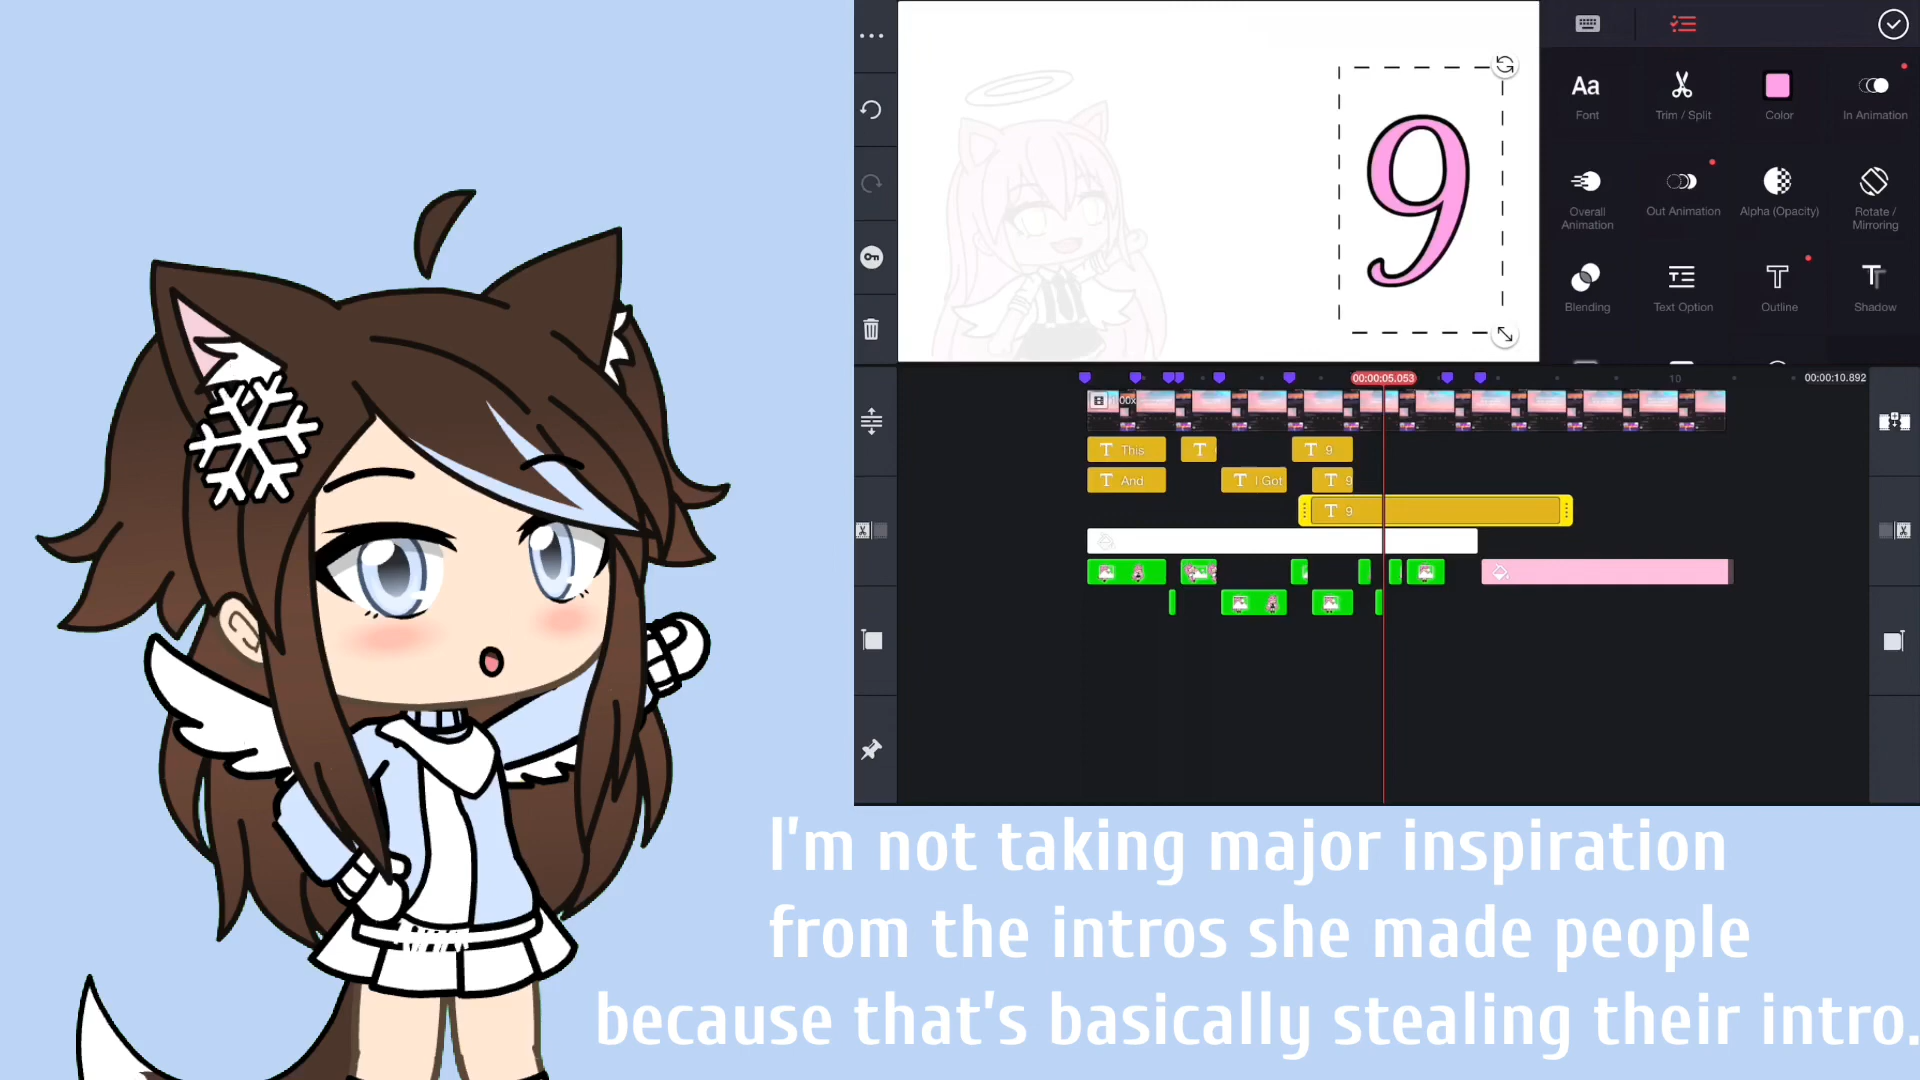 9
Aa
Font
Trim / Split
Color
In Animation
Overall
Animation
Out Animation
Alpha (Opacity)
Rotate /
Mirroring
Blending
Text Option
Outline
Shadow
00:00:05.053
10
00:00:10.892
T This
T
T 9
T And
T I Got
T 9
T 9
I'm not taking major inspiration
from the intros she made people
because that's basically stealing their intro.